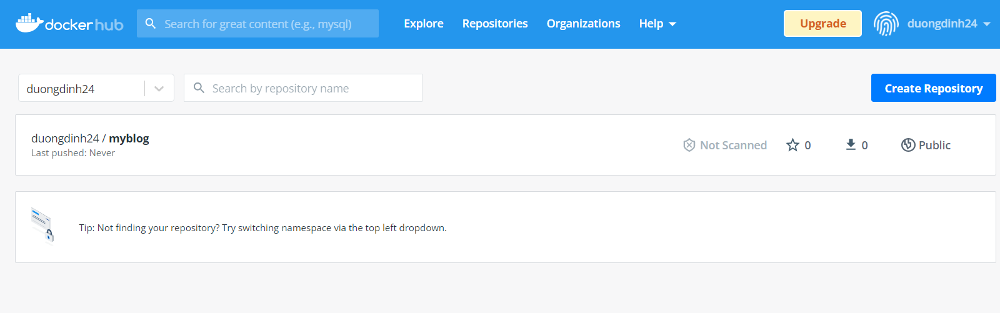 docker hub
Search for great content (e.g., mysql)
Explore
Repositories
Organizations
Help
Upgrade
duongdinh24
duongdinh24
Search by repository name
Create Repository
duongdinh24 / myblog
Last pushed: Never
Not Scanned
0
0
Public
Tip: Not finding your repository? Try switching namespace via the top left dropdown.